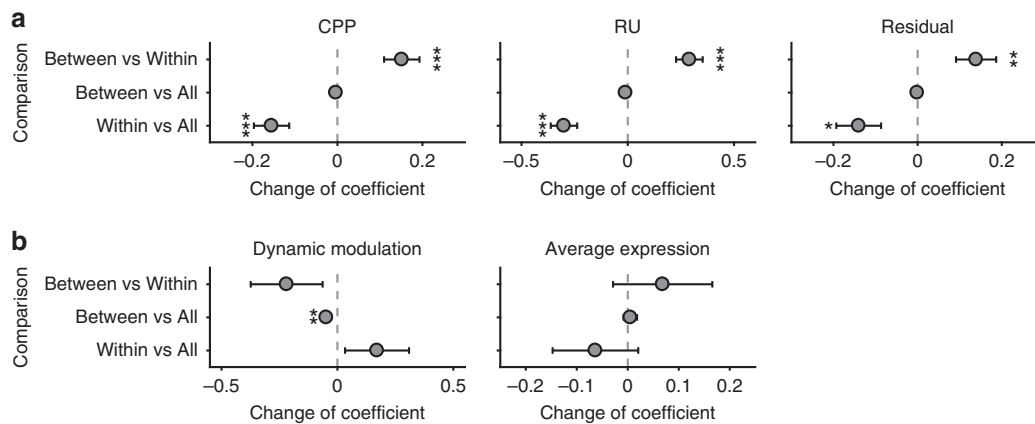 a
CPP
RU
Residual
Comparison
Between vs Within
Between vs All
Within vs All
***
***
**
***
***
*
−0.2 0 0.2
−0.5 0 0.5
−0.2 0 0.2
Change of coefficient
Change of coefficient
Change of coefficient
b
Dynamic modulation
Average expression
Comparison
Between vs Within
Between vs All
Within vs All
**
−0.5 0 0.5
−0.2 −0.1 0 0.1 0.2
Change of coefficient
Change of coefficient